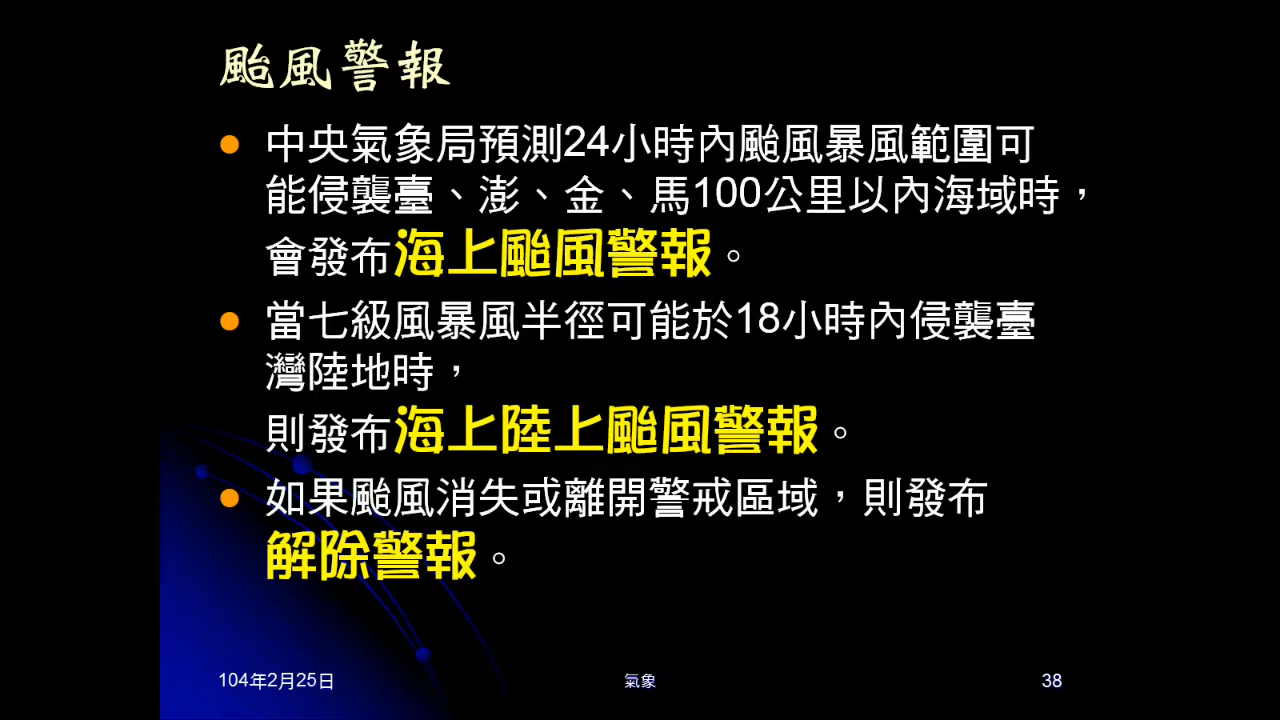 颱風警報
中央氣象局預測24小時內颱風暴風範圍可
能侵襲臺、澎、金、馬100公里以內海域時，
會發布海上颱風警報。
當七級風暴風半徑可能於18小時內侵襲臺
灣陸地時，
則發布海上陸上颱風警報。
如果颱風消失或離開警戒區域，則發布
解除警報。
104年2月25日
氣象
38